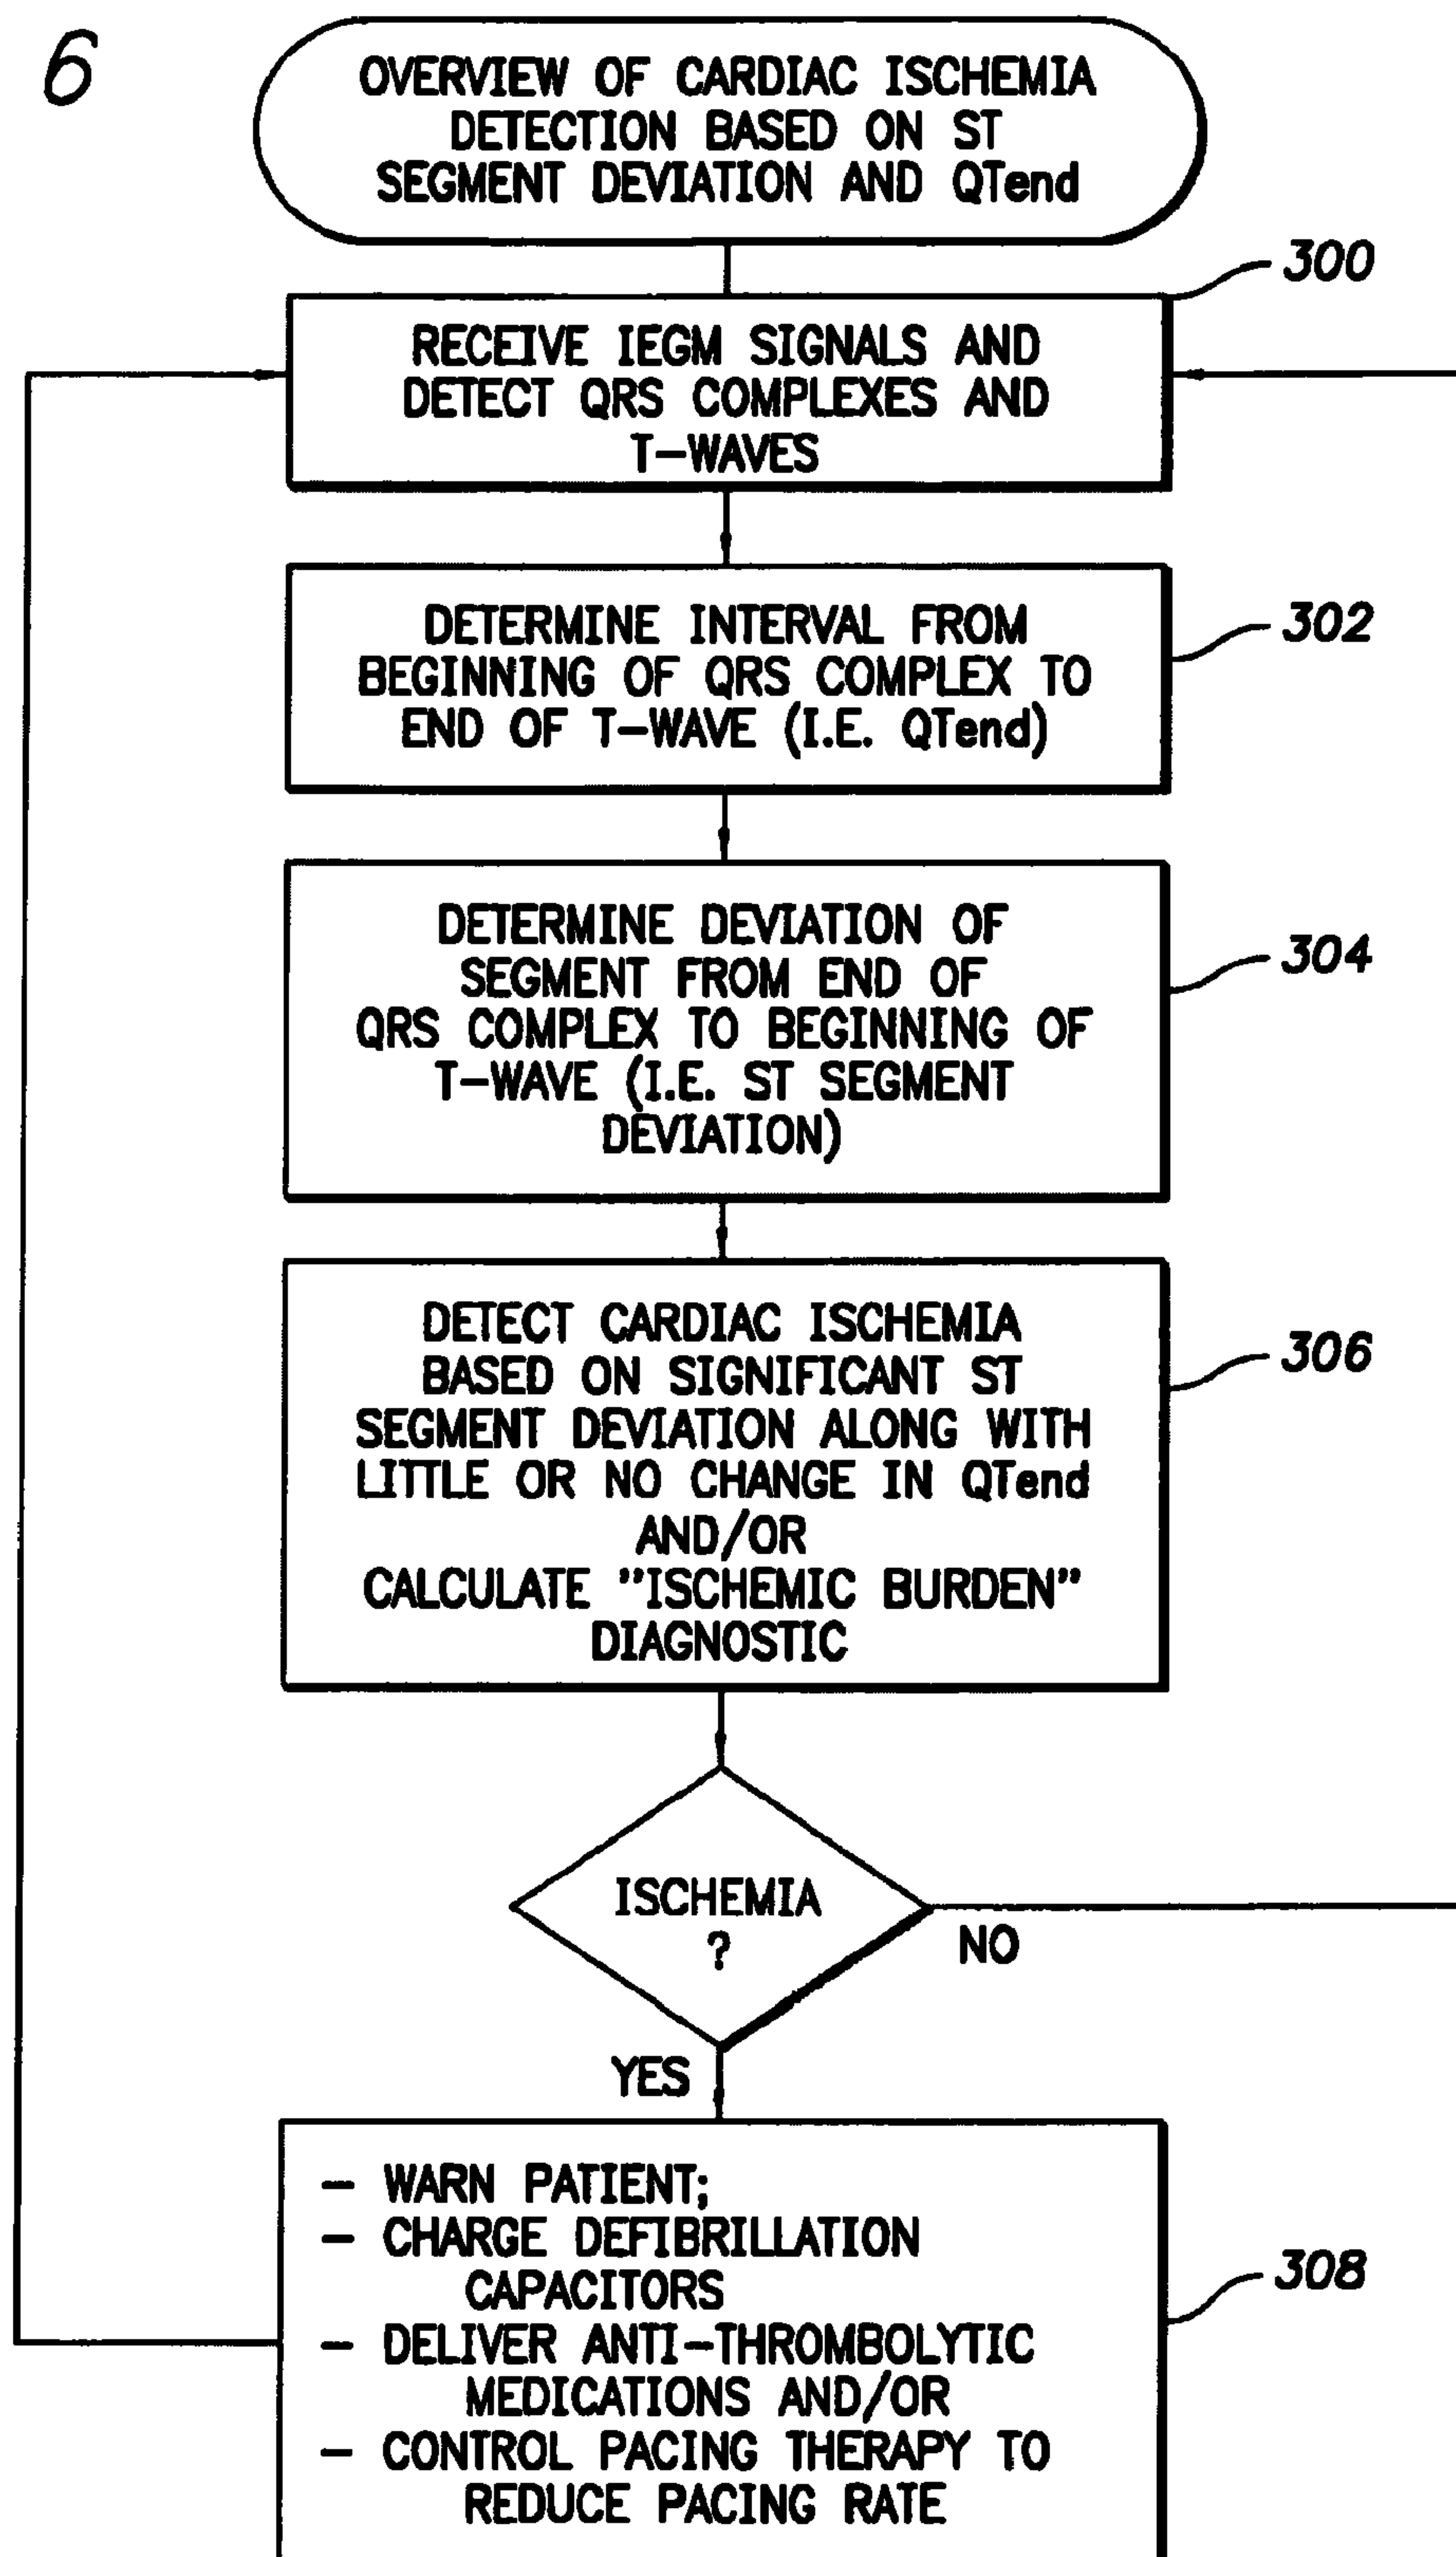 6
OVERVIEW OF CARDIAC ISCHEMIA
DETECTION BASED ON ST
SEGMENT DEVIATION AND QTend
300
RECEIVE IEGM SIGNALS AND
DETECT QRS COMPLEXES AND
T-WAVES
302
DETERMINE INTERVAL FROM
BEGINNING OF QRS COMPLEX TO
END OF T-WAVE (I.E. QTend)
304
DETERMINE DEVIATION OF
SEGMENT FROM END OF
QRS COMPLEX TO BEGINNING OF
T-WAVE (I.E. ST SEGMENT
DEVIATION)
306
DETECT CARDIAC ISCHEMIA
BASED ON SIGNIFICANT ST
SEGMENT DEVIATION ALONG WITH
LITTLE OR NO CHANGE IN QTend
AND/OR
CALCULATE "ISCHEMIC BURDEN"
DIAGNOSTIC
ISCHEMIA
?
NO
YES
308
- WARN PATIENT;
- CHARGE DEFIBRILLATION
CAPACITORS
- DELIVER ANTI-THROMBOLYTIC
MEDICATIONS AND/OR
- CONTROL PACING THERAPY TO
REDUCE PACING RATE